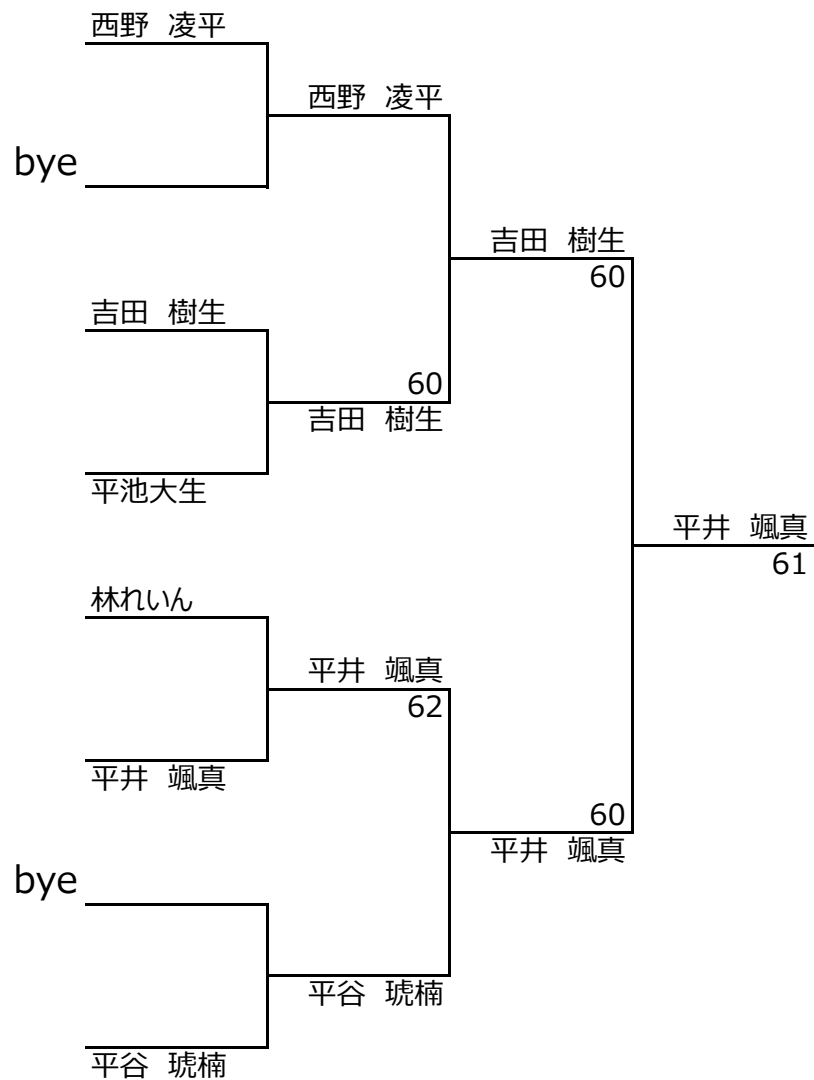 西野　凌平
西野　凌平
bye
吉田　樹生
60
吉田　樹生
60
吉田　樹生
平池大生
平井　颯真
61
林れいん
平井　颯真
62
平井　颯真
60
平井　颯真
bye
平谷　琥楠
平谷　琥楠